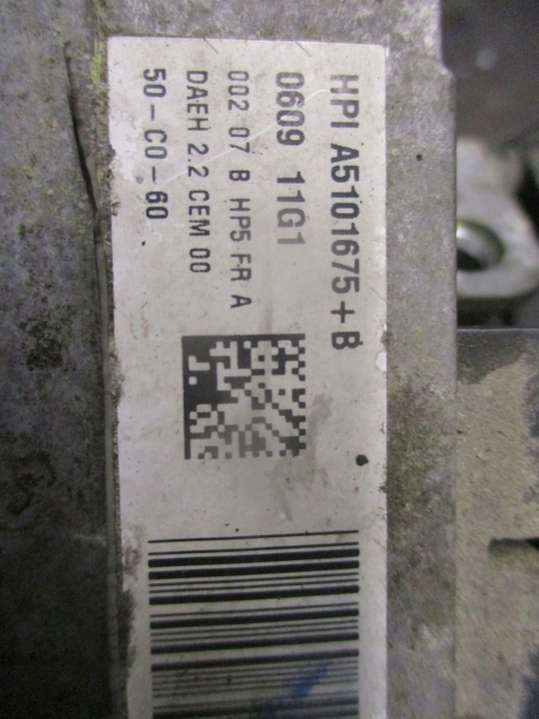 HPI A5101675+B
0609 11G1
002 07 B HP5 FR A
DAEH 2.2 CEM 00
50-C0-60